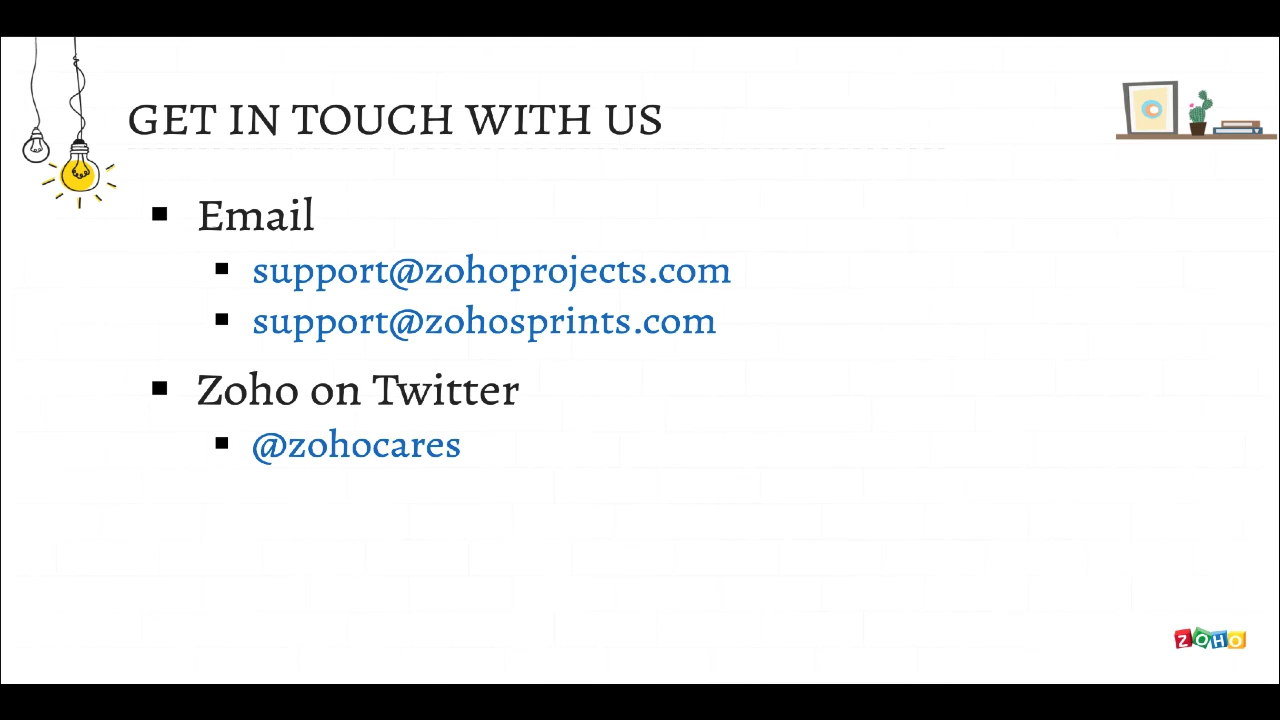 GET IN TOUCH WITH US
Email
support@zohoprojects.com
support@zohosprints.com
Zoho on Twitter
@zohocares
ZOHO